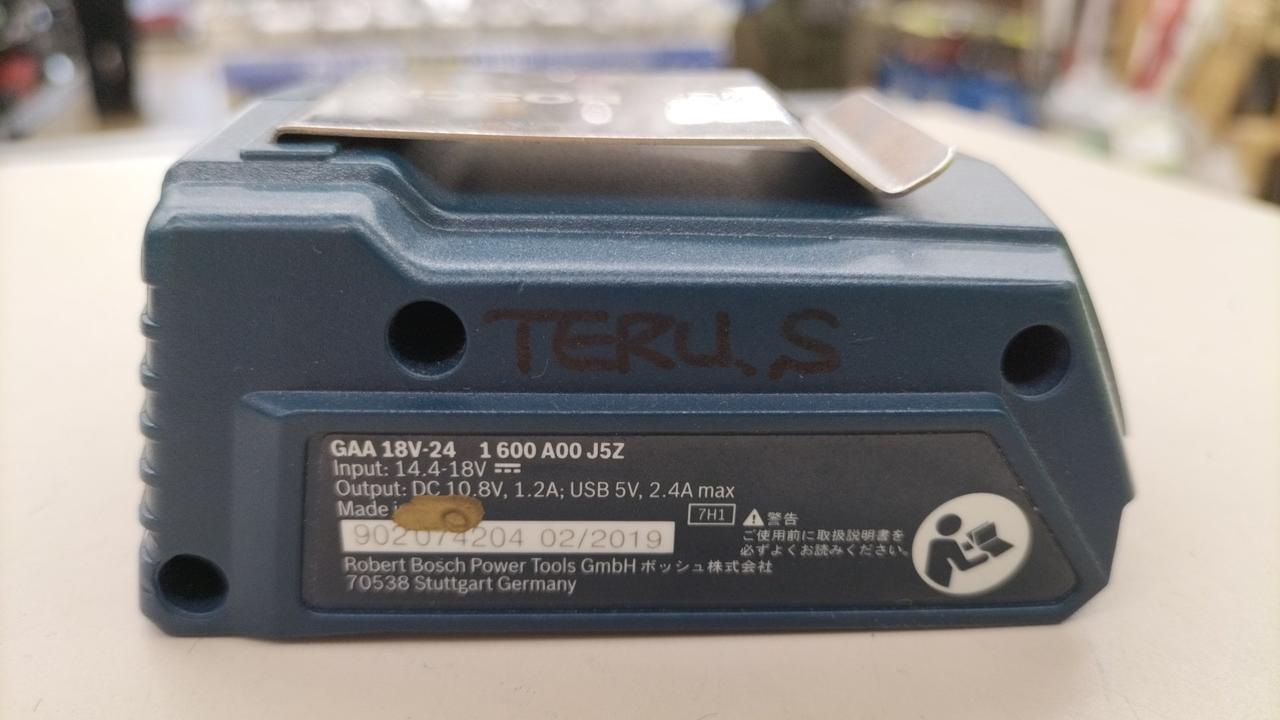 TERU.S
GAA 18V-24 1 600 A00 J5Z
Input: 14.4-18V
Output: DC 10.8V, 1.2A; USB 5V, 2.4A max
Made
7H1
警告
ご使用前に取扱説明書を
必ずよくお読みください。
902074204 02/2019
Robert Bosch Power Tools GmbH ボッシュ株式会社
70538 Stuttgart Germany